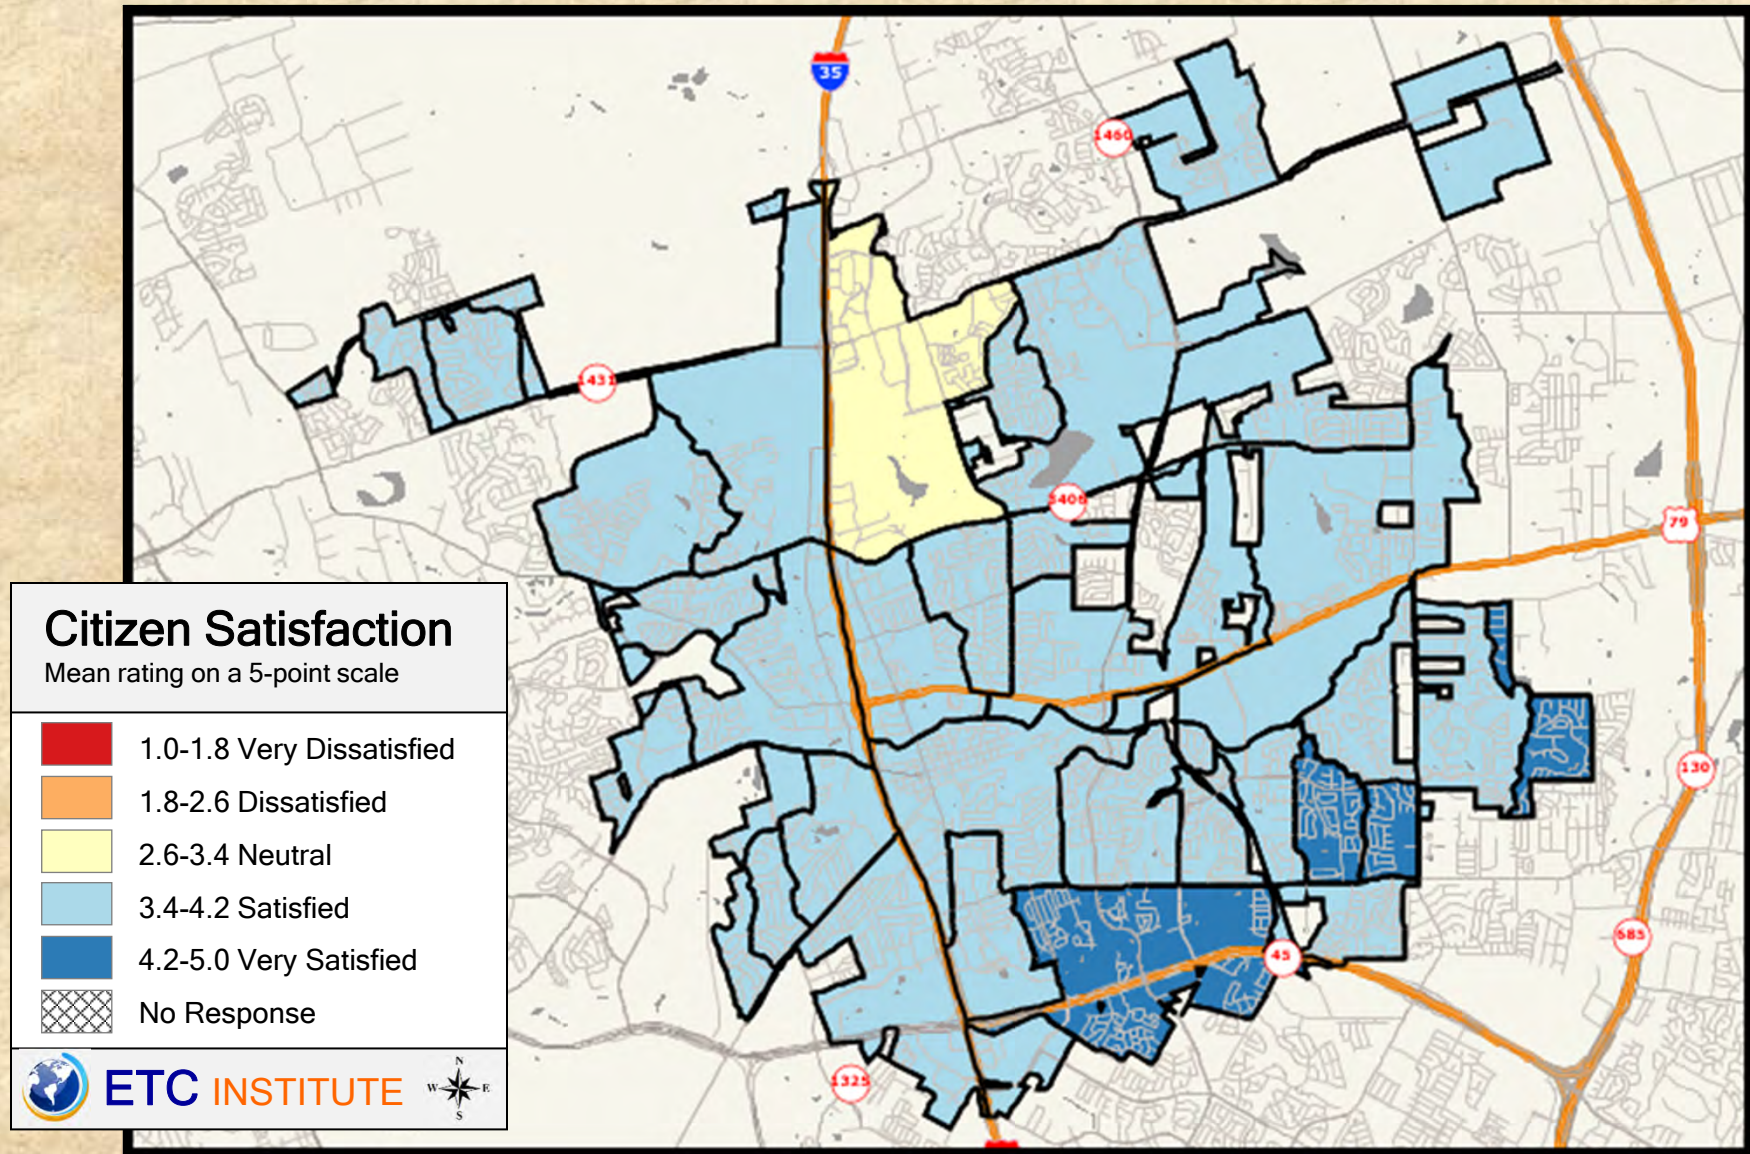 35
1460
1431
3406
79
Citizen Satisfaction
Mean rating on a 5-point scale
1.0-1.8 Very Dissatisfied
1.8-2.6 Dissatisfied
2.6-3.4 Neutral
3.4-4.2 Satisfied
4.2-5.0 Very Satisfied
No Response
130
685
45
1325
ETC INSTITUTE
N
W
E
S